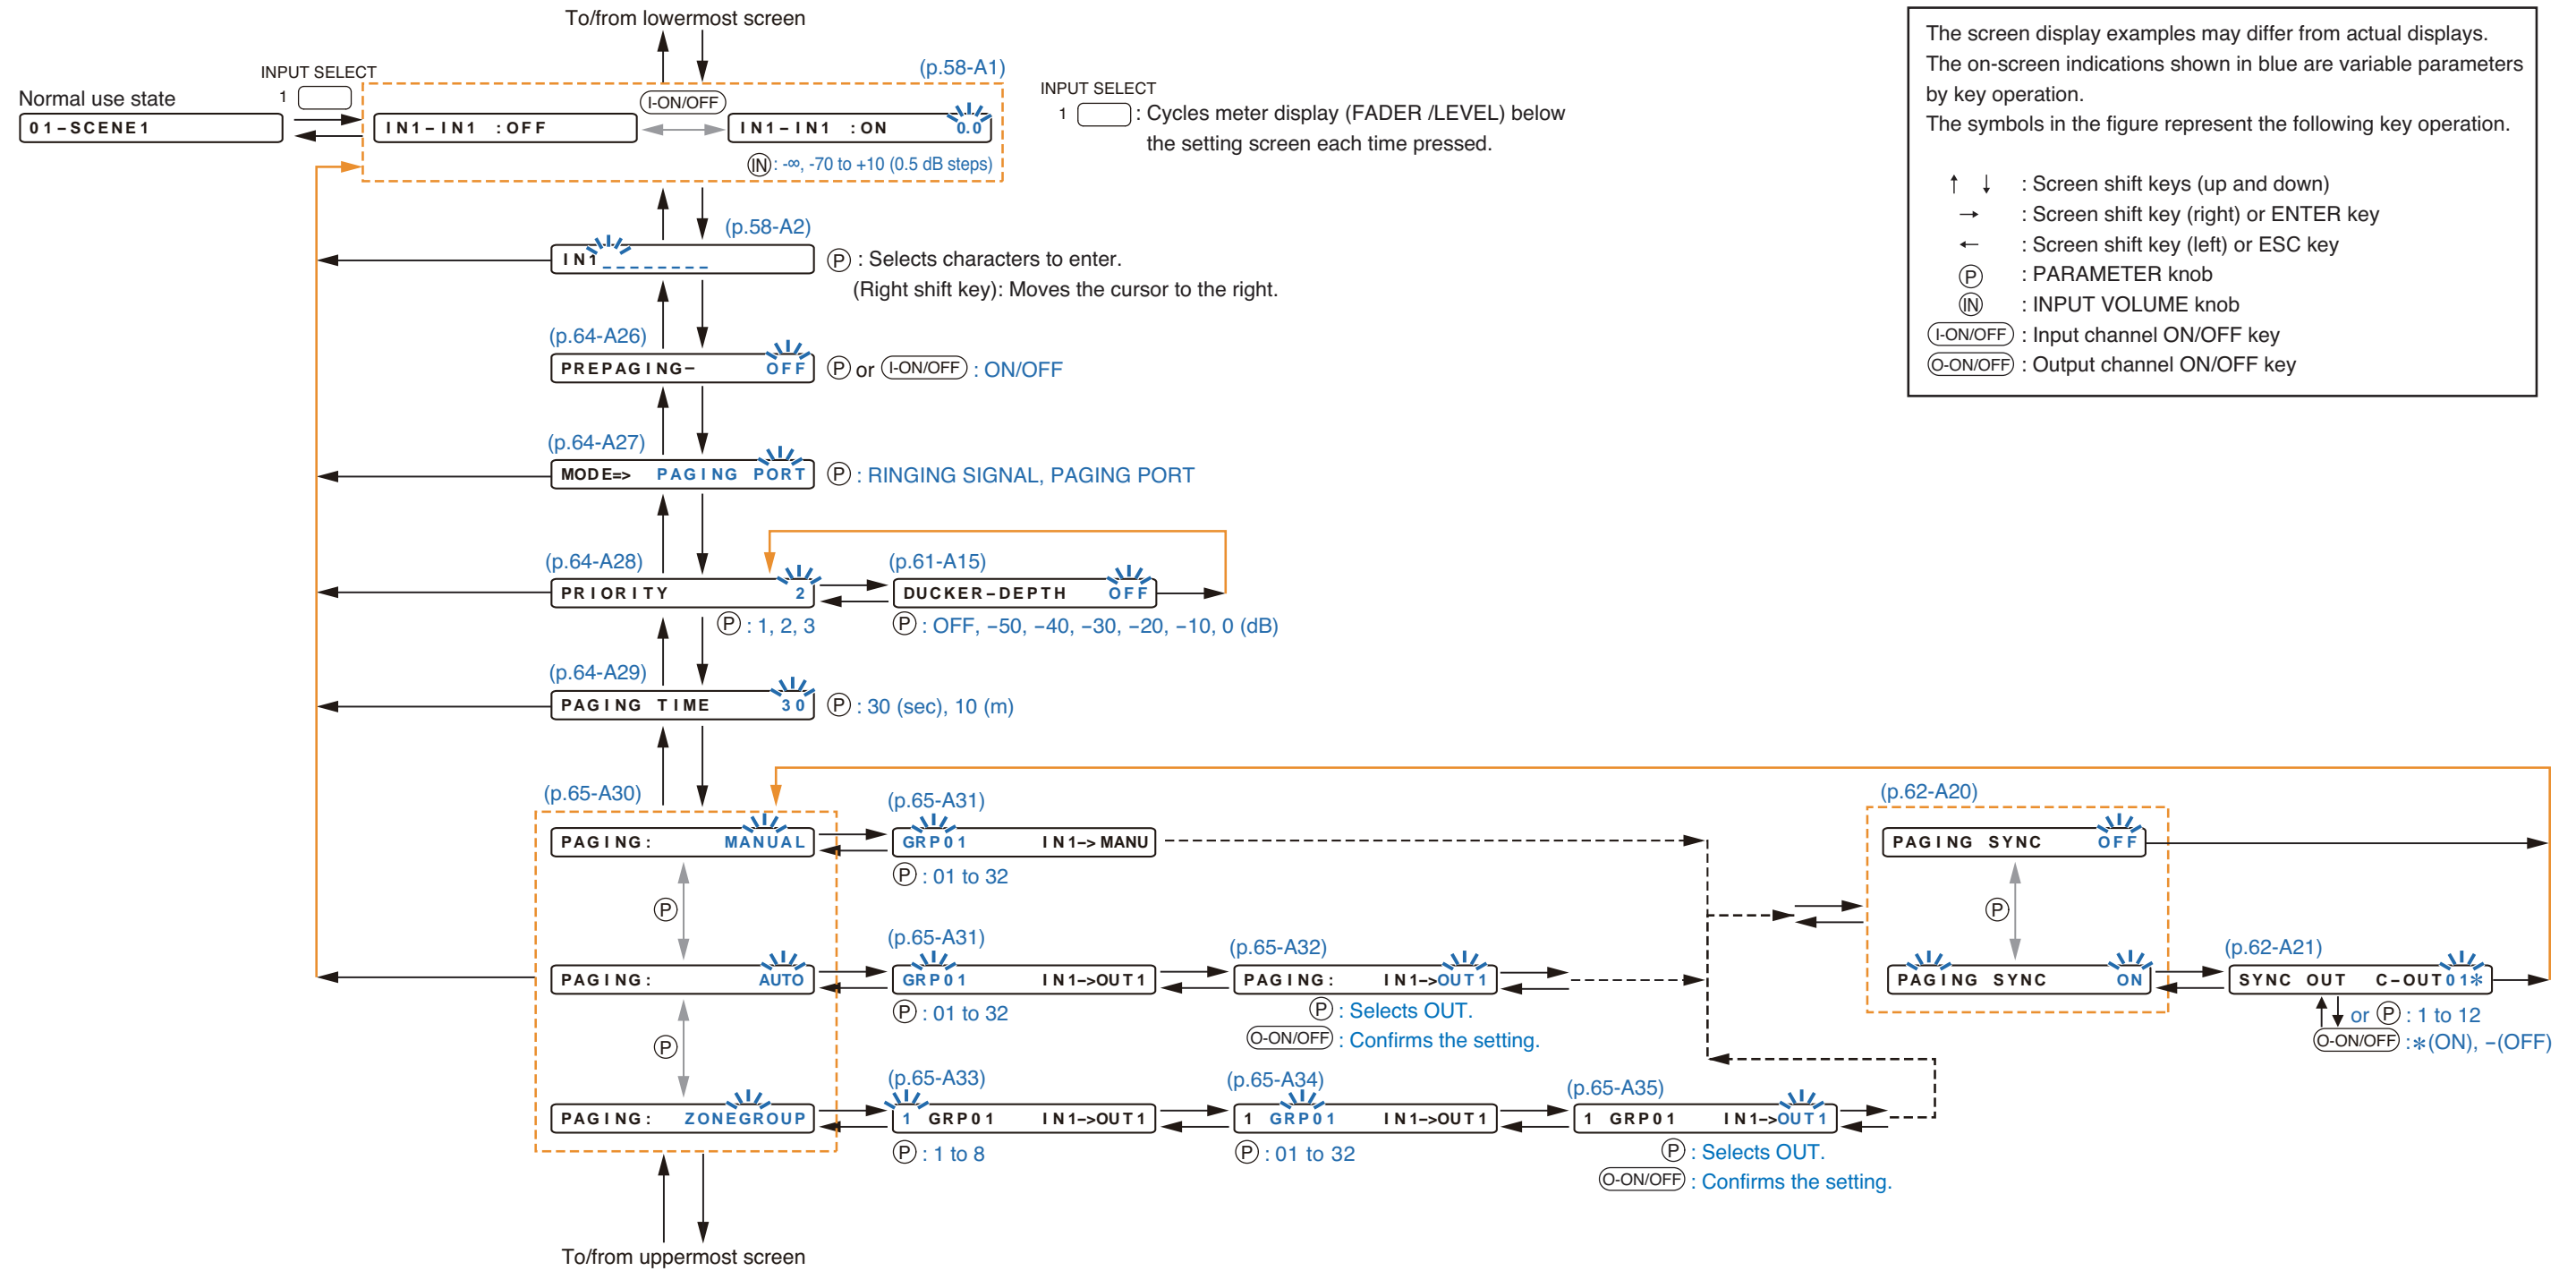 To/from lowermost screen
INPUT SELECT
1
Normal use state
01-SCENE1
(p.58-A1)
I-ON/OFF
IN1-IN1 :OFF
IN1-IN1 :ON 0.0
IN : -∞, -70 to +10 (0.5 dB steps)
INPUT SELECT
1 : Cycles meter display (FADER /LEVEL) below
the setting screen each time pressed.
The screen display examples may differ from actual displays.
The on-screen indications shown in blue are variable parameters
by key operation.
The symbols in the figure represent the following key operation.
↑ ↓ : Screen shift keys (up and down)
→ : Screen shift key (right) or ENTER key
← : Screen shift key (left) or ESC key
P : PARAMETER knob
IN : INPUT VOLUME knob
I-ON/OFF : Input channel ON/OFF key
O-ON/OFF : Output channel ON/OFF key
(p.58-A2)
IN1_ _ _ _ _ _ _ _
P : Selects characters to enter.
(Right shift key): Moves the cursor to the right.
(p.64-A26)
PREPAGING- OFF
P or I-ON/OFF : ON/OFF
(p.64-A27)
MODE=> PAGING PORT
P : RINGING SIGNAL, PAGING PORT
(p.64-A28)
PRIORITY 2
P : 1, 2, 3
(p.61-A15)
DUCKER-DEPTH OFF
P : OFF, −50, −40, −30, −20, −10, 0 (dB)
(p.64-A29)
PAGING TIME 30
P : 30 (sec), 10 (m)
(p.65-A30)
PAGING: MANUAL
(p.65-A31)
GRP01 IN1->MANU
P : 01 to 32
P
PAGING: AUTO
(p.65-A31)
GRP01 IN1->OUT1
P : 01 to 32
(p.65-A32)
PAGING: IN1->OUT1
P : Selects OUT.
O-ON/OFF : Confirms the setting.
P
PAGING: ZONEGROUP
(p.65-A33)
1 GRP01 IN1->OUT1
P : 1 to 8
(p.65-A34)
1 GRP01 IN1->OUT1
P : 01 to 32
(p.65-A35)
1 GRP01 IN1->OUT1
P : Selects OUT.
O-ON/OFF : Confirms the setting.
(p.62-A20)
PAGING SYNC OFF
P
PAGING SYNC ON
(p.62-A21)
SYNC OUT C-OUT01*
or P : 1 to 12
O-ON/OFF :*(ON), −(OFF)
To/from uppermost screen